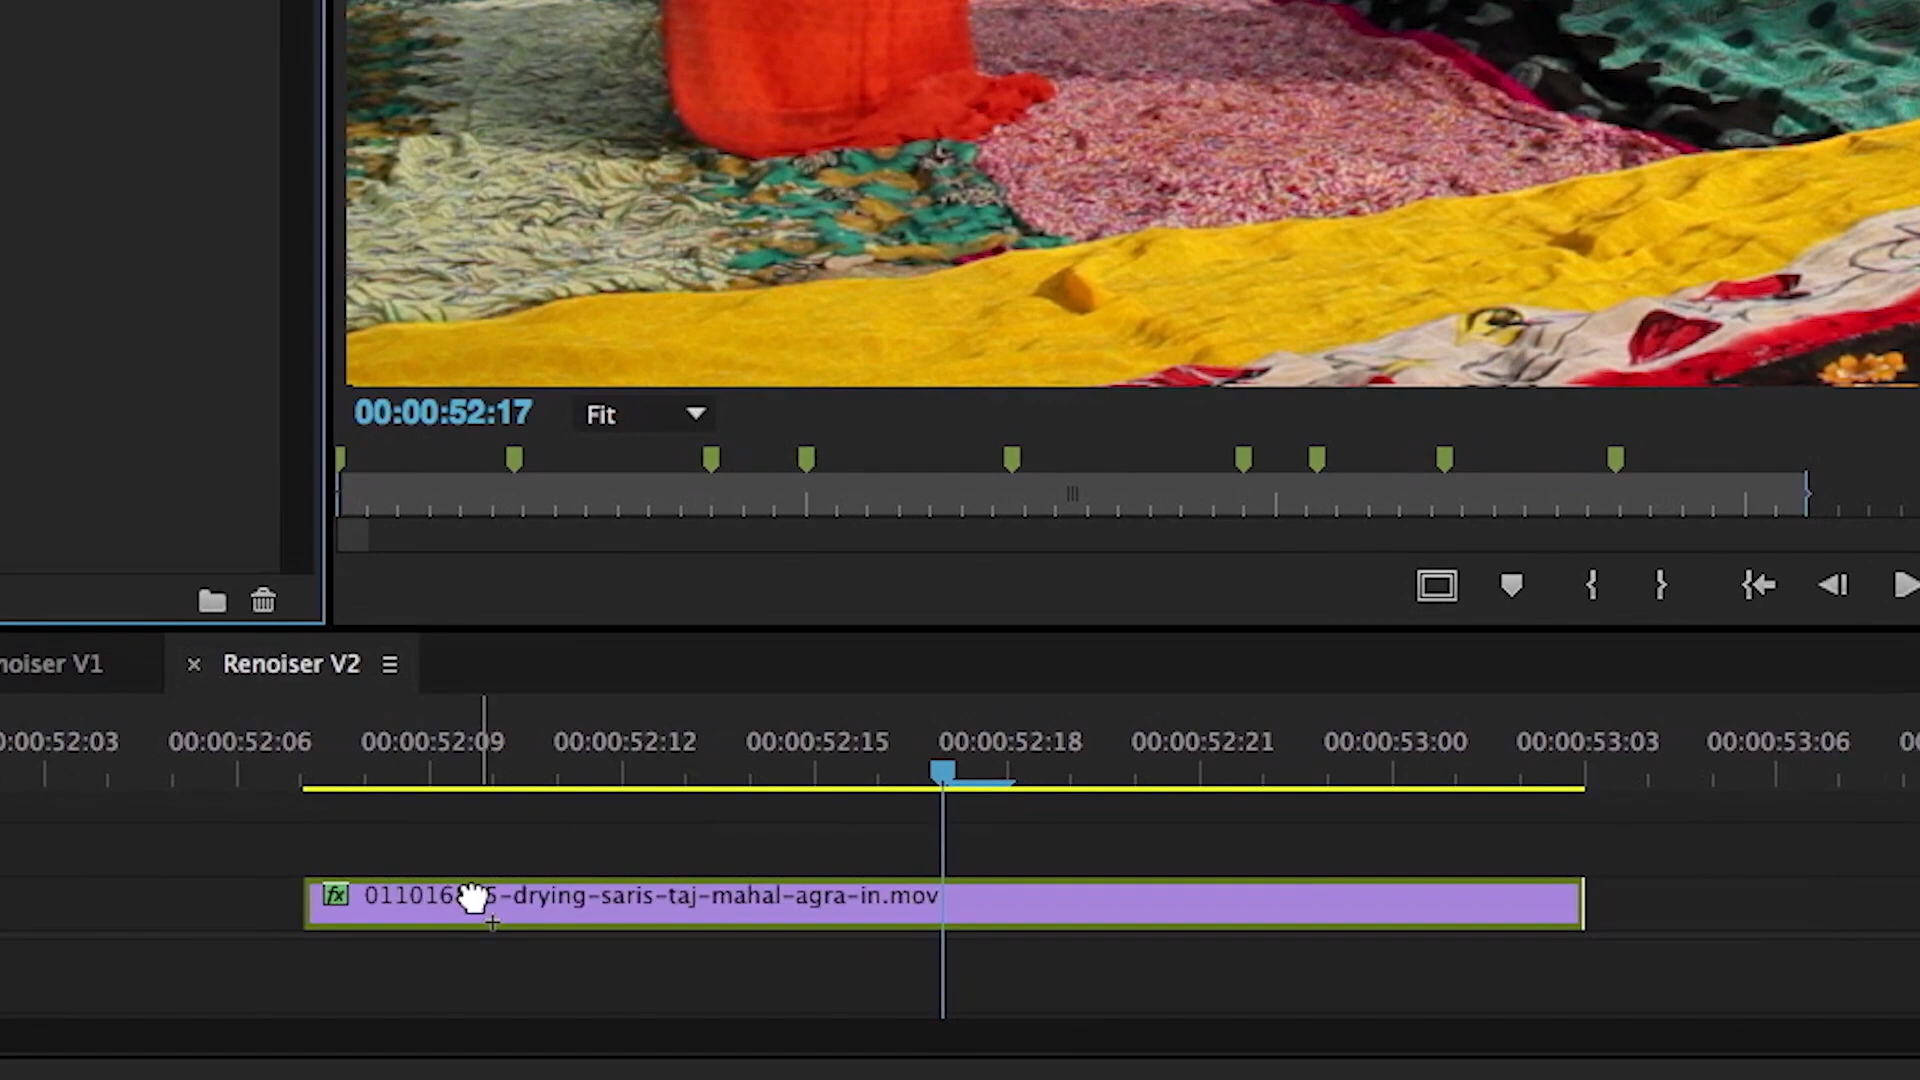 00:00:52:17 Fit
noiser V1 × Renoiser V2
0:00:52:03 00:00:52:06 00:00:52:09 00:00:52:12 00:00:52:15 00:00:52:18 00:00:52:21 00:00:53:00 00:00:53:03 00:00:53:06 00
fx 011016 5-drying-saris-taj-mahal-agra-in.mov